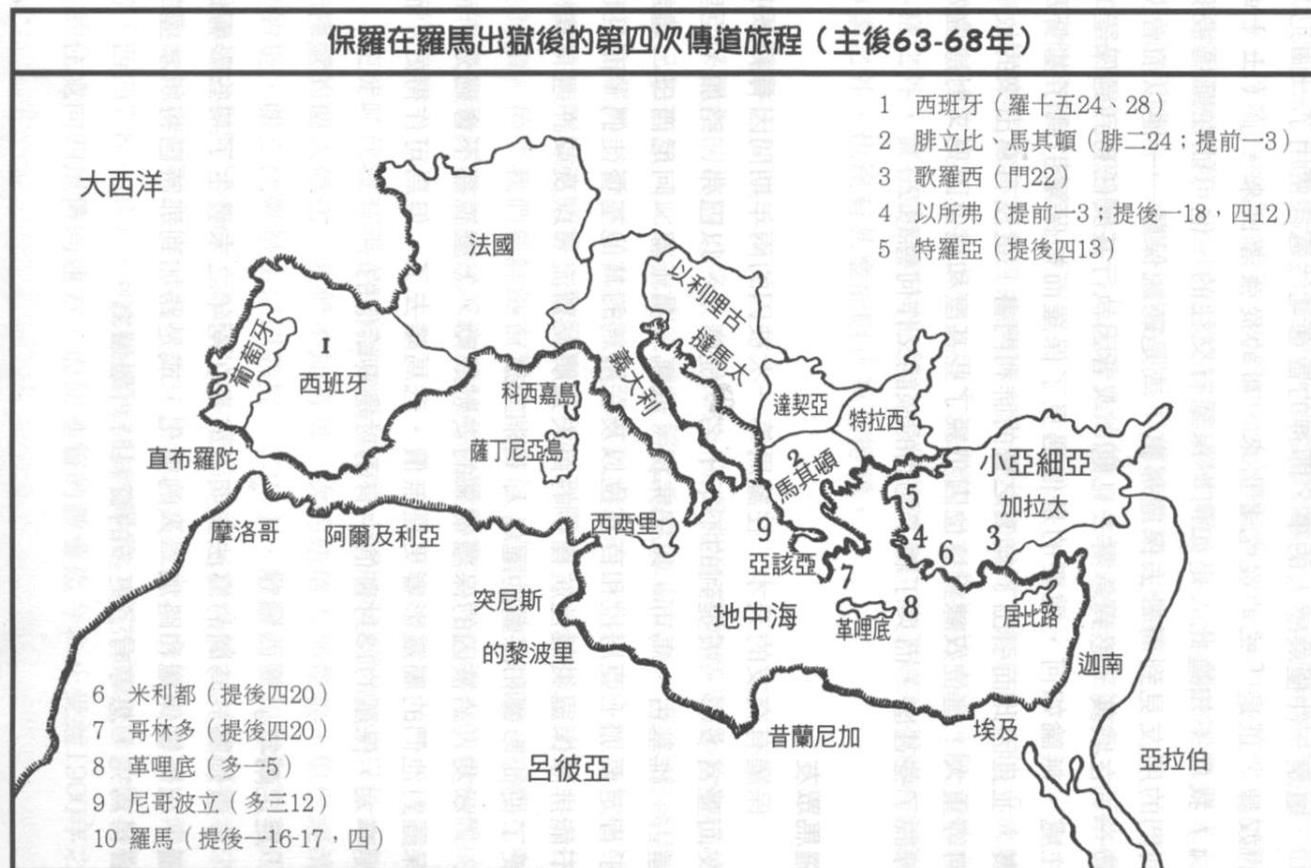 保羅在羅馬出獄後的第四次傳道旅程（主後63-68年）
1 西班牙（羅十五24、28）
2 腓立比、馬其頓（腓二24；提前一3）
3 歌羅西（門22）
4 以所弗（提前一3；提後一18，四12）
5 特羅亞（提後四13）
大西洋
法國
以利哩古
撻馬太
葡萄牙
1
西班牙
科西嘉島
義大利
達契亞
特拉西
薩丁尼亞島
2
馬其頓
小亞細亞
直布羅陀
5
加拉太
摩洛哥
阿爾及利亞
西西里
9
4
3
亞該亞
7
6
突尼斯
地中海
8
革哩底
居比路
的黎波里
迦南
昔蘭尼加
埃及
亞拉伯
呂彼亞
6 米利都（提後四20）
7 哥林多（提後四20）
8 革哩底（多一5）
9 尼哥波立（多三12）
10 羅馬（提後一16-17，四）